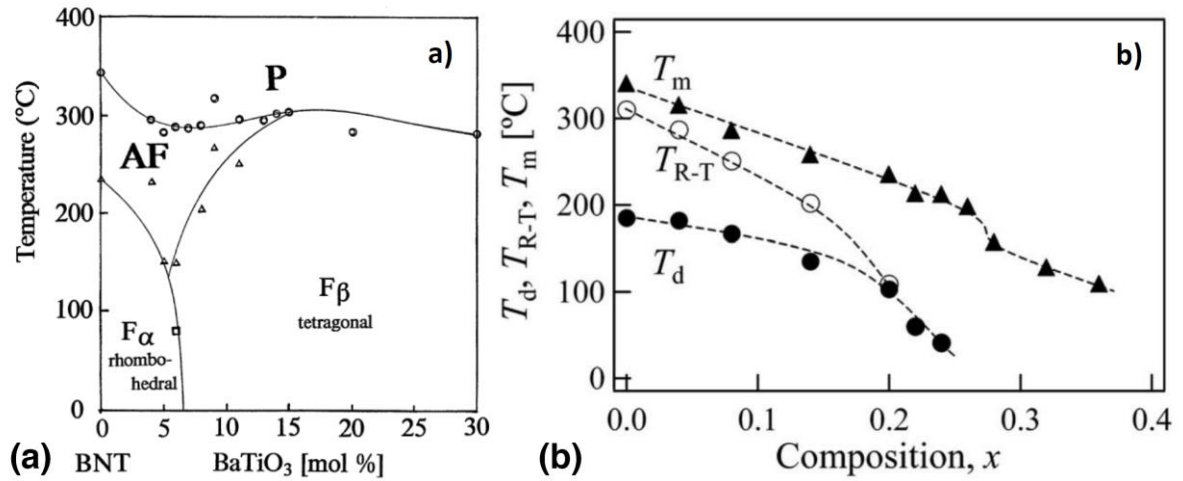 400
300
200
100
0
Temperature (°C)
a)
P
AF
Fα
rhombo-
hedral
Fβ
tetragonal
0 5 10 15 20 25 30
(a) BNT BaTiO3 [mol %]
400
300
200
100
0
Td, TR-T, Tm [ºC]
b)
Tm
TR-T
Td
0.0 0.1 0.2 0.3 0.4
(b) Composition, x